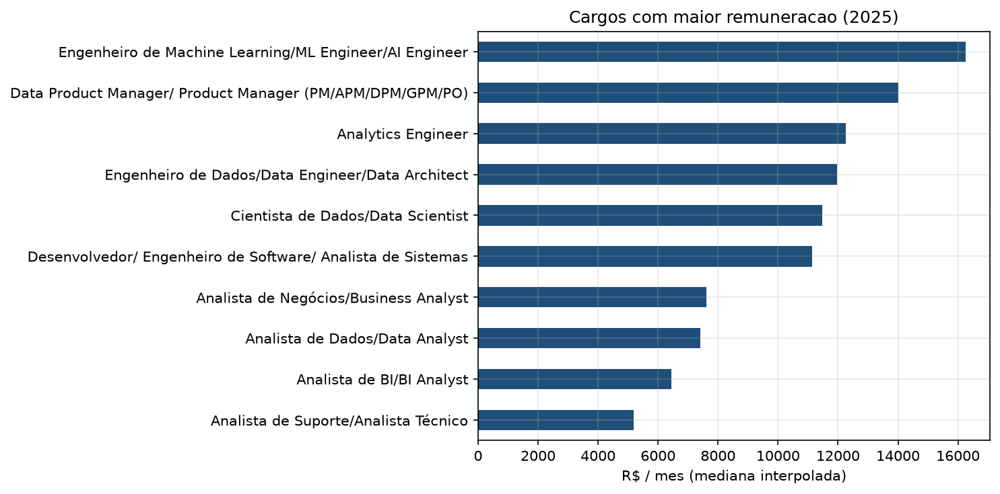 Cargos com maior remuneracao (2025)
Engenheiro de Machine Learning/ML Engineer/AI Engineer
Data Product Manager/ Product Manager (PM/APM/DPM/GPM/PO)
Analytics Engineer
Engenheiro de Dados/Data Engineer/Data Architect
Cientista de Dados/Data Scientist
Desenvolvedor/ Engenheiro de Software/ Analista de Sistemas
Analista de Negócios/Business Analyst
Analista de Dados/Data Analyst
Analista de BI/BI Analyst
Analista de Suporte/Analista Técnico
0 2000 4000 6000 8000 10000 12000 14000 16000
R$ / mes (mediana interpolada)